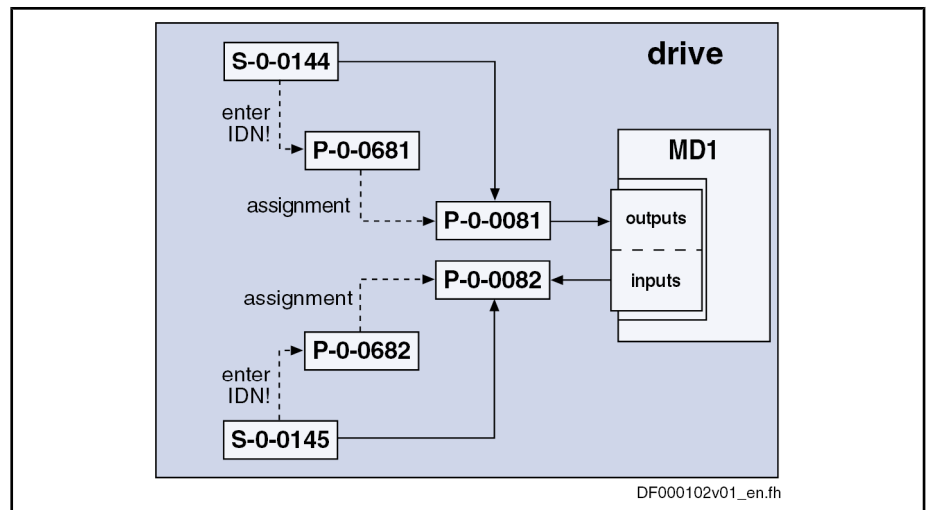 drive
S-0-0144
enter
IDN!
P-0-0681
MD1
assignment
P-0-0081
outputs
P-0-0082
inputs
assignment
P-0-0682
enter
IDN!
S-0-0145
DF000102v01_en.fh